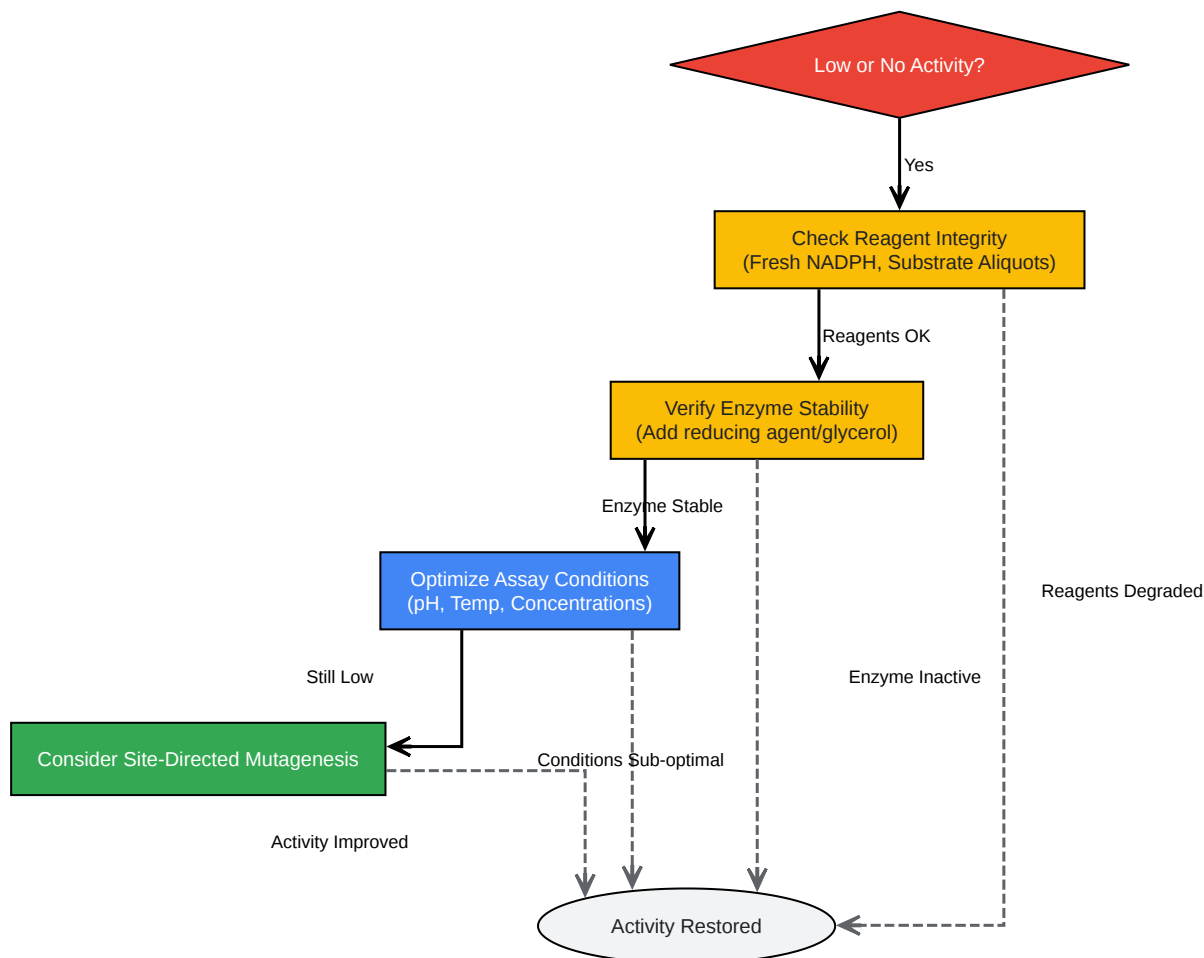 Low or No Activity?
Yes
Check Reagent Integrity
(Fresh NADPH, Substrate Aliquots)
Reagents OK
Verify Enzyme Stability
(Add reducing agent/glycerol)
Enzyme Stable
Optimize Assay Conditions
(pH, Temp, Concentrations)
Reagents Degraded
Still Low
Enzyme Inactive
Consider Site-Directed Mutagenesis
Conditions Sub-optimal
Activity Improved
Activity Restored